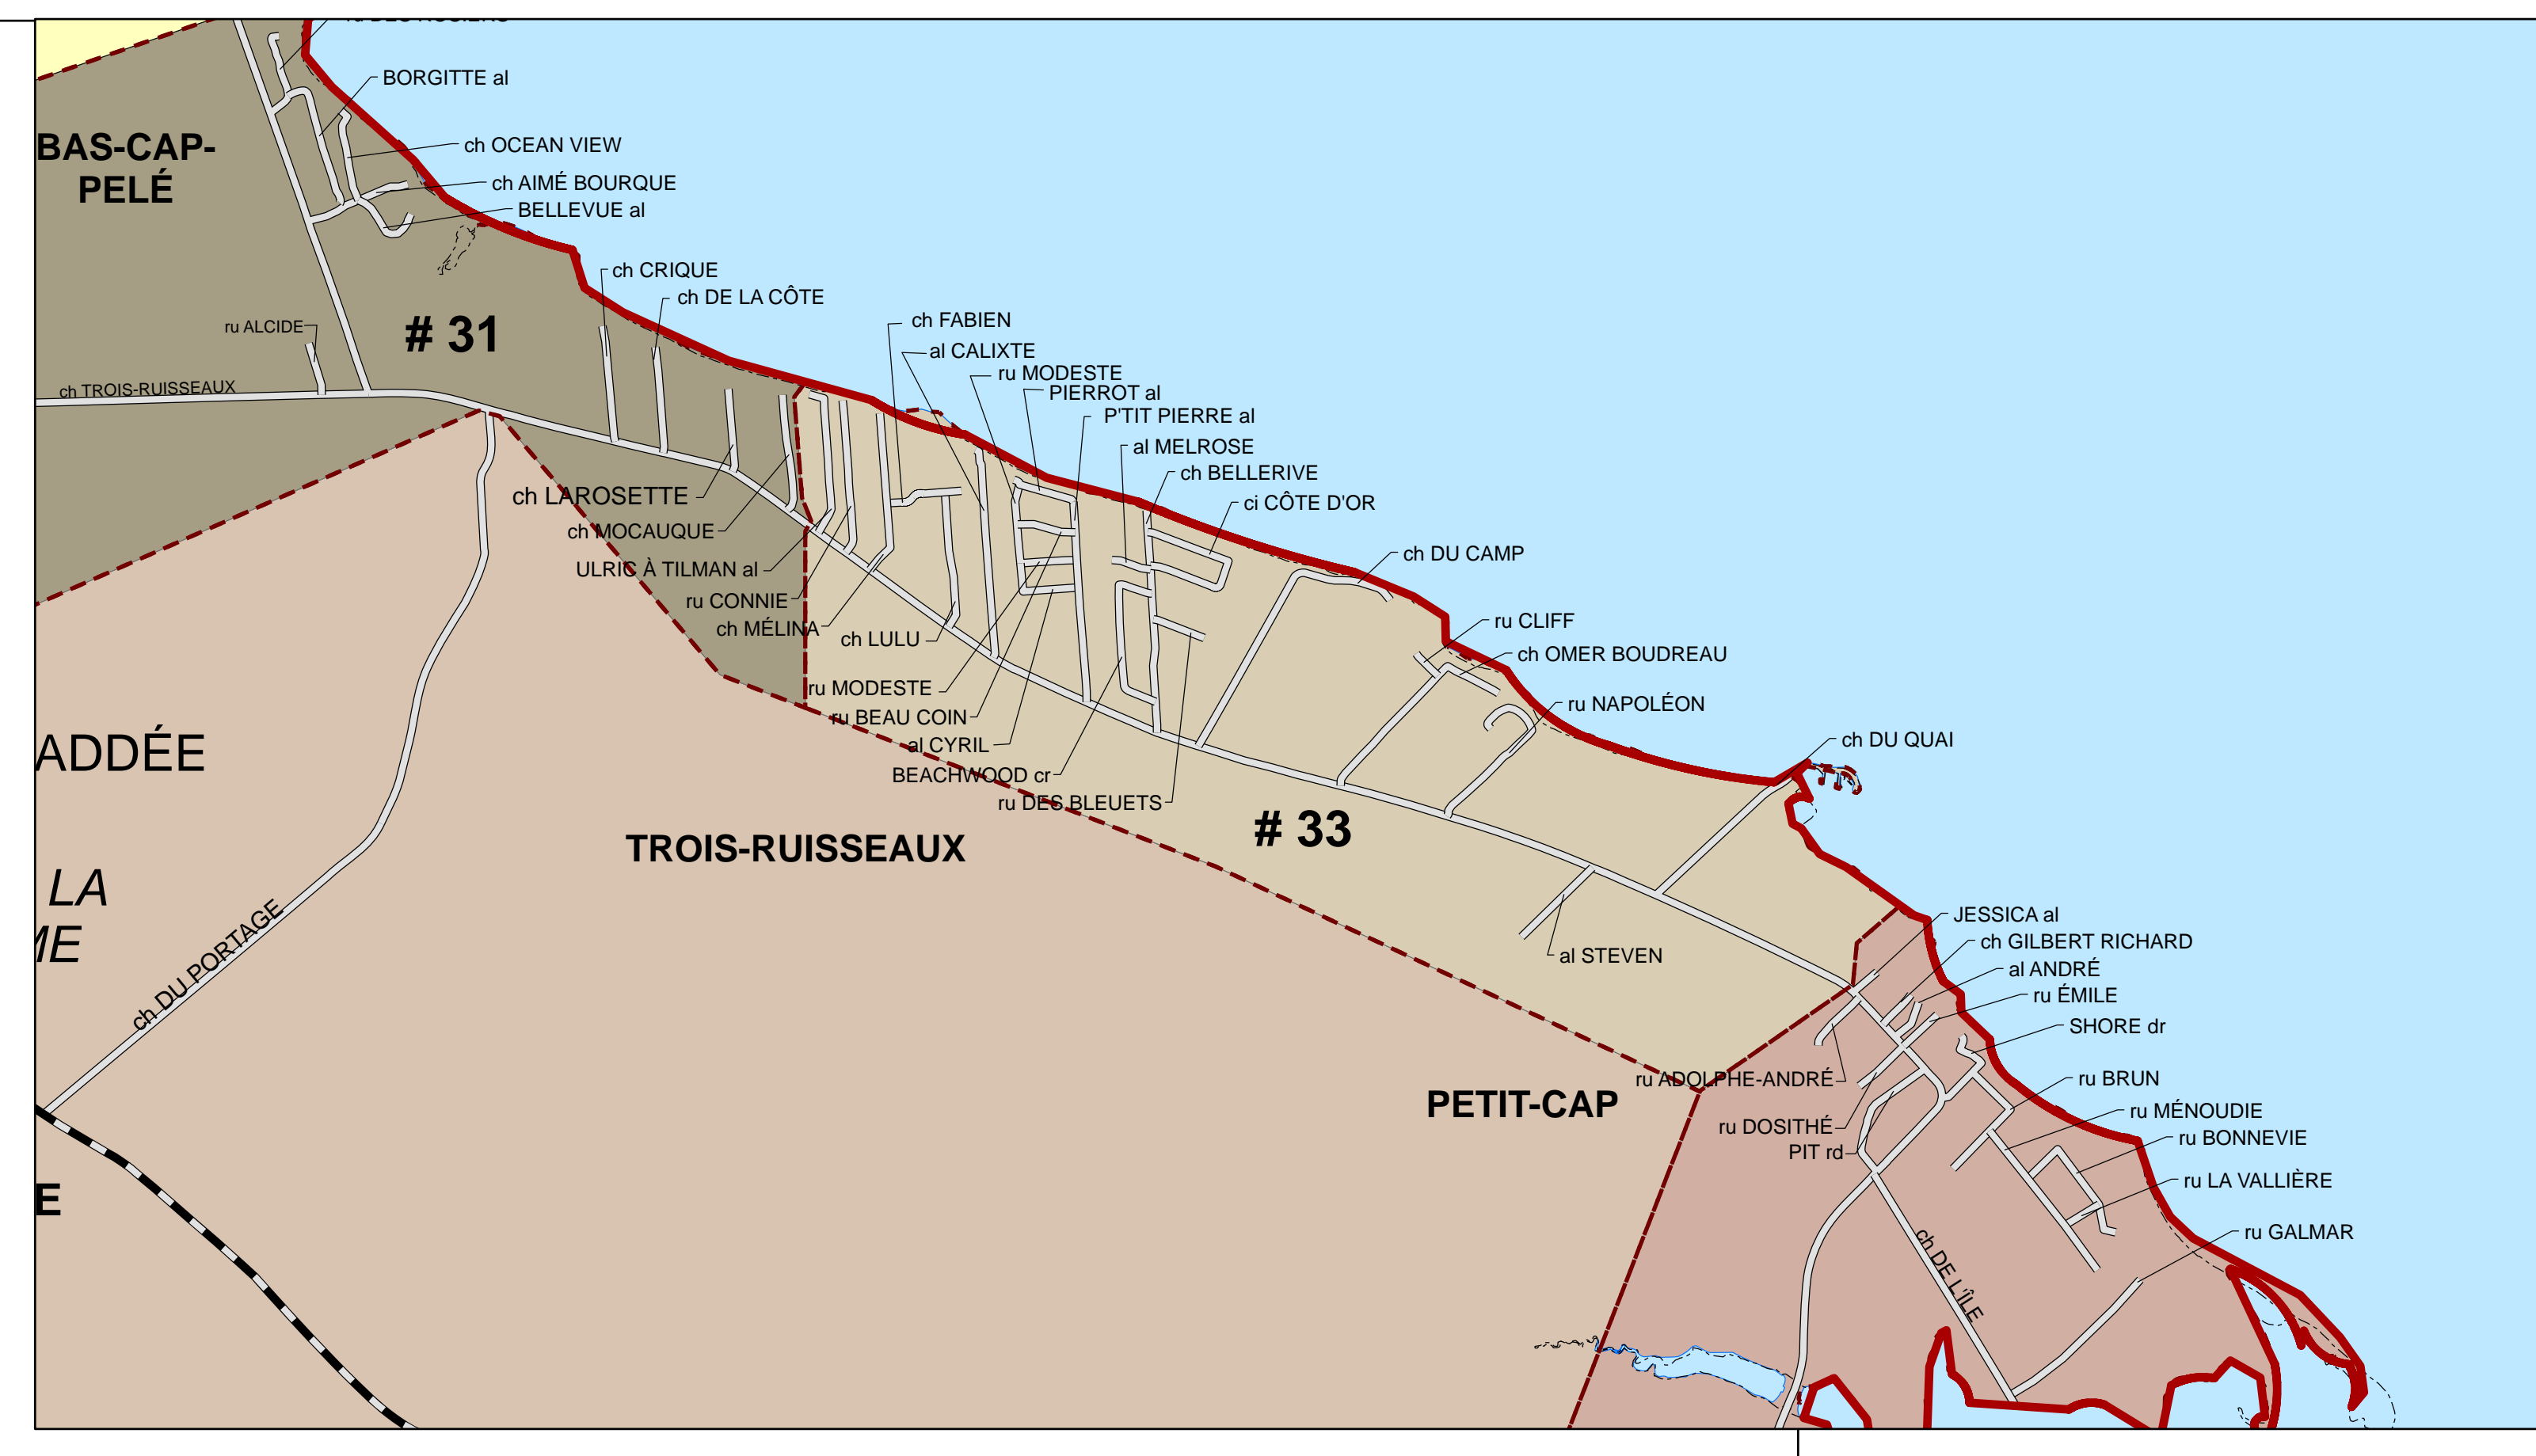 BORGITTE al
BAS-CAP-
PELÉ
ch OCEAN VIEW
ch AIMÉ BOURQUE
BELLEVUE al
ch CRIQUE
ch DE LA CÔTE
ru ALCIDE
# 31
ch FABIEN
al CALIXTE
ru MODESTE
PIERROT al
ch TROIS-RUISSEAUX
P'TIT PIERRE al
al MELROSE
ch BELLERIVE
ch LAROSETTE
ci CÔTE D'OR
ch MOCAUQUE
ch DU CAMP
ULRIC À TILMAN al
ru CONNIE
ru CLIFF
ch MÉLINA
ch LULU
ch OMER BOUDREAU
ru MODESTE
ru NAPOLÉON
ru BEAU COIN
al CYRIL
ch DU QUAI
ADDÉE
BEACHWOOD cr
ru DES BLEUETS
# 33
TROIS-RUISSEAUX
LA
ch DU PORTAGE
JESSICA al
ch GILBERT RICHARD
al STEVEN
al ANDRÉ
ru ÉMILE
SHORE dr
ru ADOLPHE-ANDRÉ
ru BRUN
PETIT-CAP
ru MÉNOUDIE
ru DOSITHÉ
ru BONNEVIE
PIT rd
ru LA VALLIÈRE
E
ru GALMAR
ch DE L'ÎLE